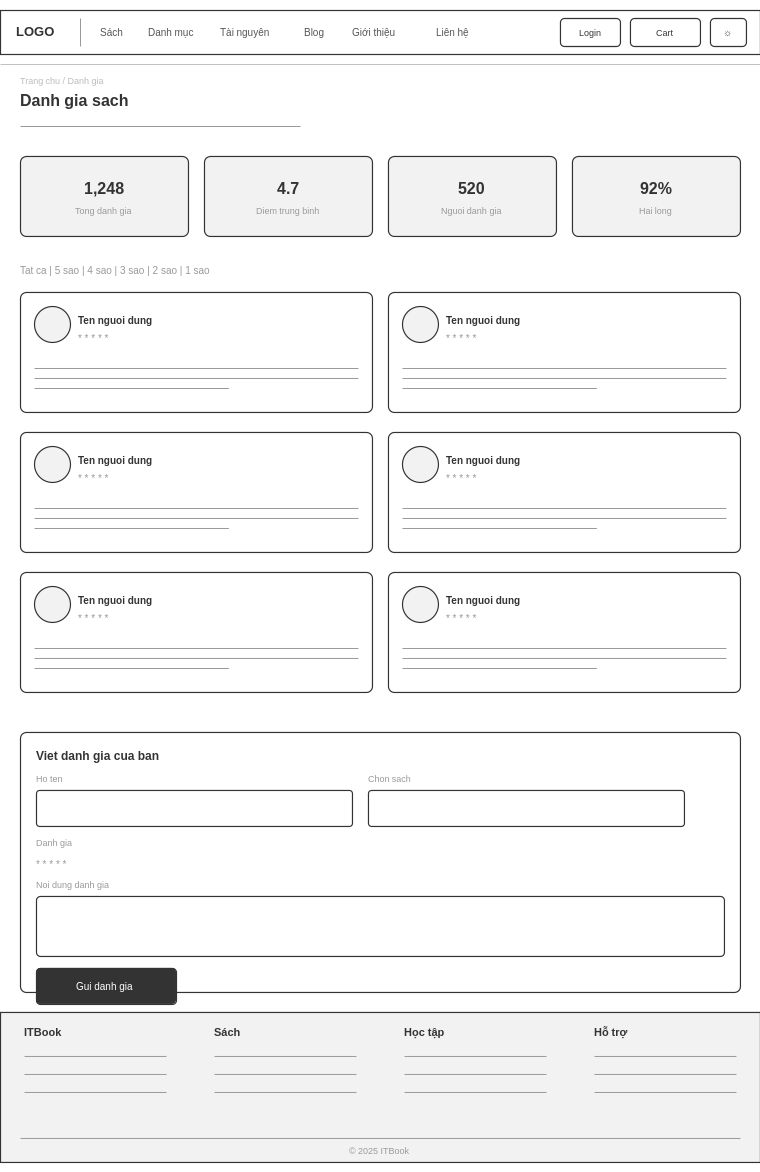 LOGO Sách Danh mục Tài nguyên Blog Giới thiệu Liên hệ Login Cart ☼
Trang chu / Danh gia
Danh gia sach
1,248 4.7 520 92%
Tong danh gia Diem trung binh Nguoi danh gia Hai long
Tat ca | 5 sao | 4 sao | 3 sao | 2 sao | 1 sao
Ten nguoi dung Ten nguoi dung
* * * * * * * * * *
Ten nguoi dung Ten nguoi dung
* * * * * * * * * *
Ten nguoi dung Ten nguoi dung
* * * * * * * * * *
Viet danh gia cua ban
Ho ten Chon sach
Danh gia
* * * * *
Noi dung danh gia
Gui danh gia
ITBook Sách Học tập Hỗ trợ
© 2025 ITBook